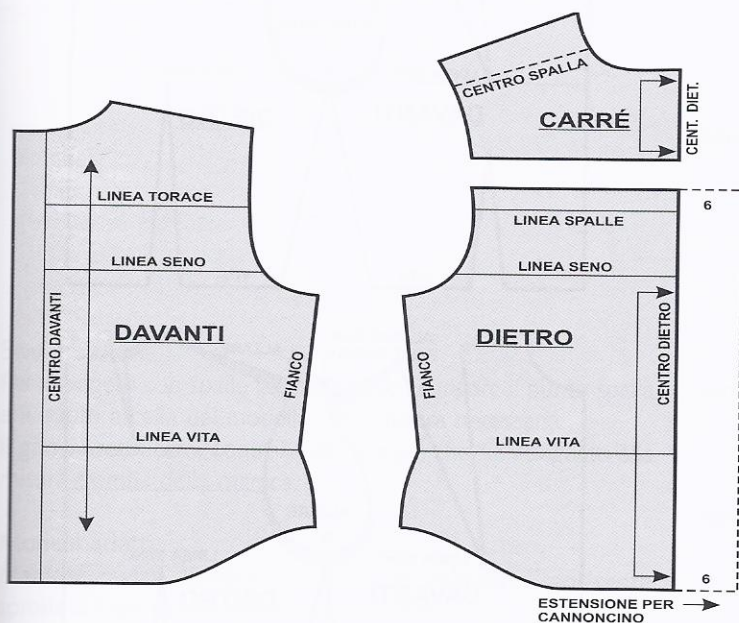 CENTRO SPALLA
CARRÉ
CENT. DIET.
LINEA TORACE
LINEA SENO
CENTRO DAVANTI
DAVANTI
FIANCO
LINEA VITA
6
LINEA SPALLE
LINEA SENO
DIETRO
FIANCO
CENTRO DIETRO
LINEA VITA
6
ESTENSIONE PER
CANNONCINO